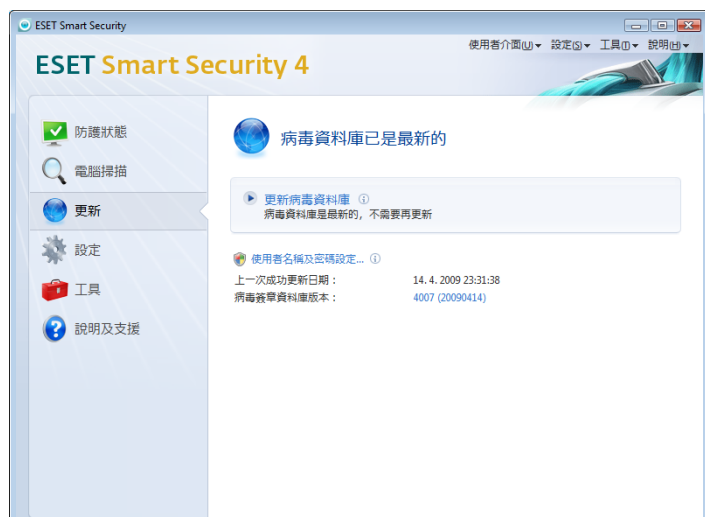 ESET Smart Security
使用者介面(U) 設定(S) 工具(T) 說明(H)
ESET Smart Security 4
防護狀態
電腦掃描
更新
設定
工具
說明及支援
病毒資料庫已是最新的
更新病毒資料庫
病毒資料庫是最新的，不需要再更新
使用者名稱及密碼設定...
上一次成功更新日期： 14. 4. 2009 23:31:38
病毒簽章資料庫版本： 4007 (20090414)